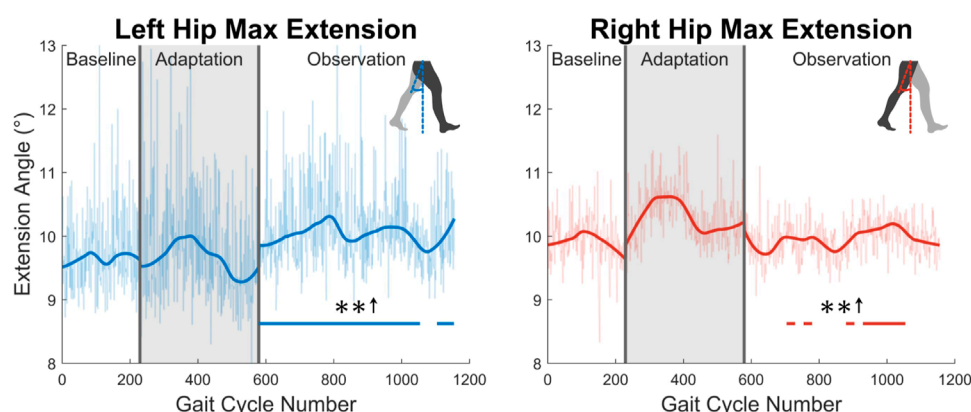 Left Hip Max Extension
13
12
11
10
9
8
Extension Angle (°)
Baseline
Adaptation
Observation
**↑
0
200
400
600
800
1000
1200
Gait Cycle Number
Right Hip Max Extension
13
12
11
10
9
8
Baseline
Adaptation
Observation
**↑
0
200
400
600
800
1000
1200
Gait Cycle Number